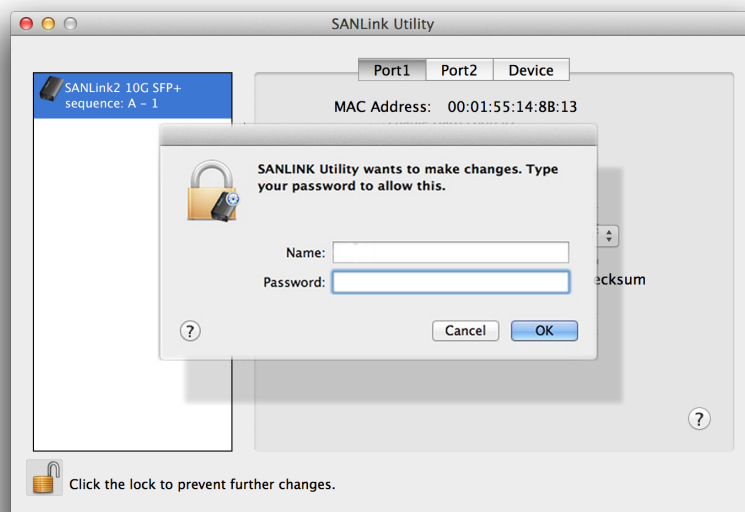 SANLink Utility
Port1 Port2 Device
SANLink2 10G SFP+
sequence: A - 1
MAC Address: 00:01:55:14:8B:13
SANLINK Utility wants to make changes. Type
your password to allow this.
Name:
Password:
ecksum
? Cancel OK
?
Click the lock to prevent further changes.